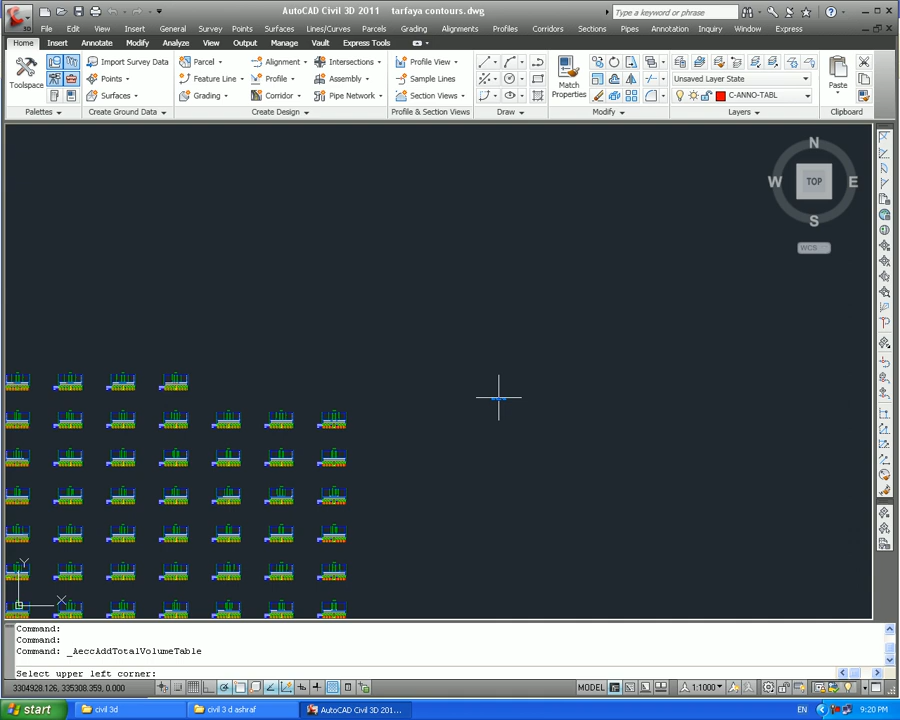 AutoCAD Civil 3D 2011 tarfaya contours.dwg
Type a keyword or phrase
File Edit View Insert General Survey Points Surfaces Lines/Curves Parcels Grading Alignments Profiles Corridors Sections Pipes Annotation Inquiry Window Express
Home Insert Annotate Modify Analyze View Output Manage Vault Express Tools
Toolspace
Import Survey Data
Points
Surfaces
Parcel
Feature Line
Grading
Alignment
Profile
Corridor
Intersections
Assembly
Pipe Network
Profile View
Sample Lines
Section Views
Match Properties
Unsaved Layer State
C-ANNO-TABL
Paste
Palettes Create Ground Data Create Design Profile & Section Views Draw Modify Layers Clipboard
N
W TOP E
S
WCS
Y
X
Command:
Command:
Command: _AeccAddTotalVolumeTable
Select upper left corner:
3304928.126, 335308.359, 0.000
MODEL
1:1000
start
civil 3d
civil 3 d ashraf
AutoCAD Civil 3D 201...
EN
9:20 PM